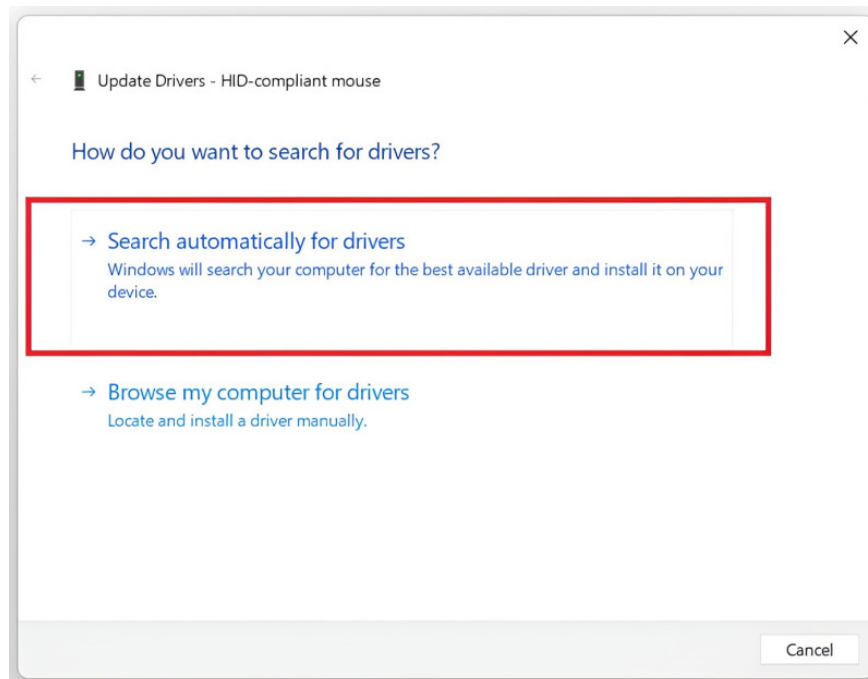 Update Drivers - HID-compliant mouse
How do you want to search for drivers?
Search automatically for drivers
Windows will search your computer for the best available driver and install it on your
device.
Browse my computer for drivers
Locate and install a driver manually.
Cancel